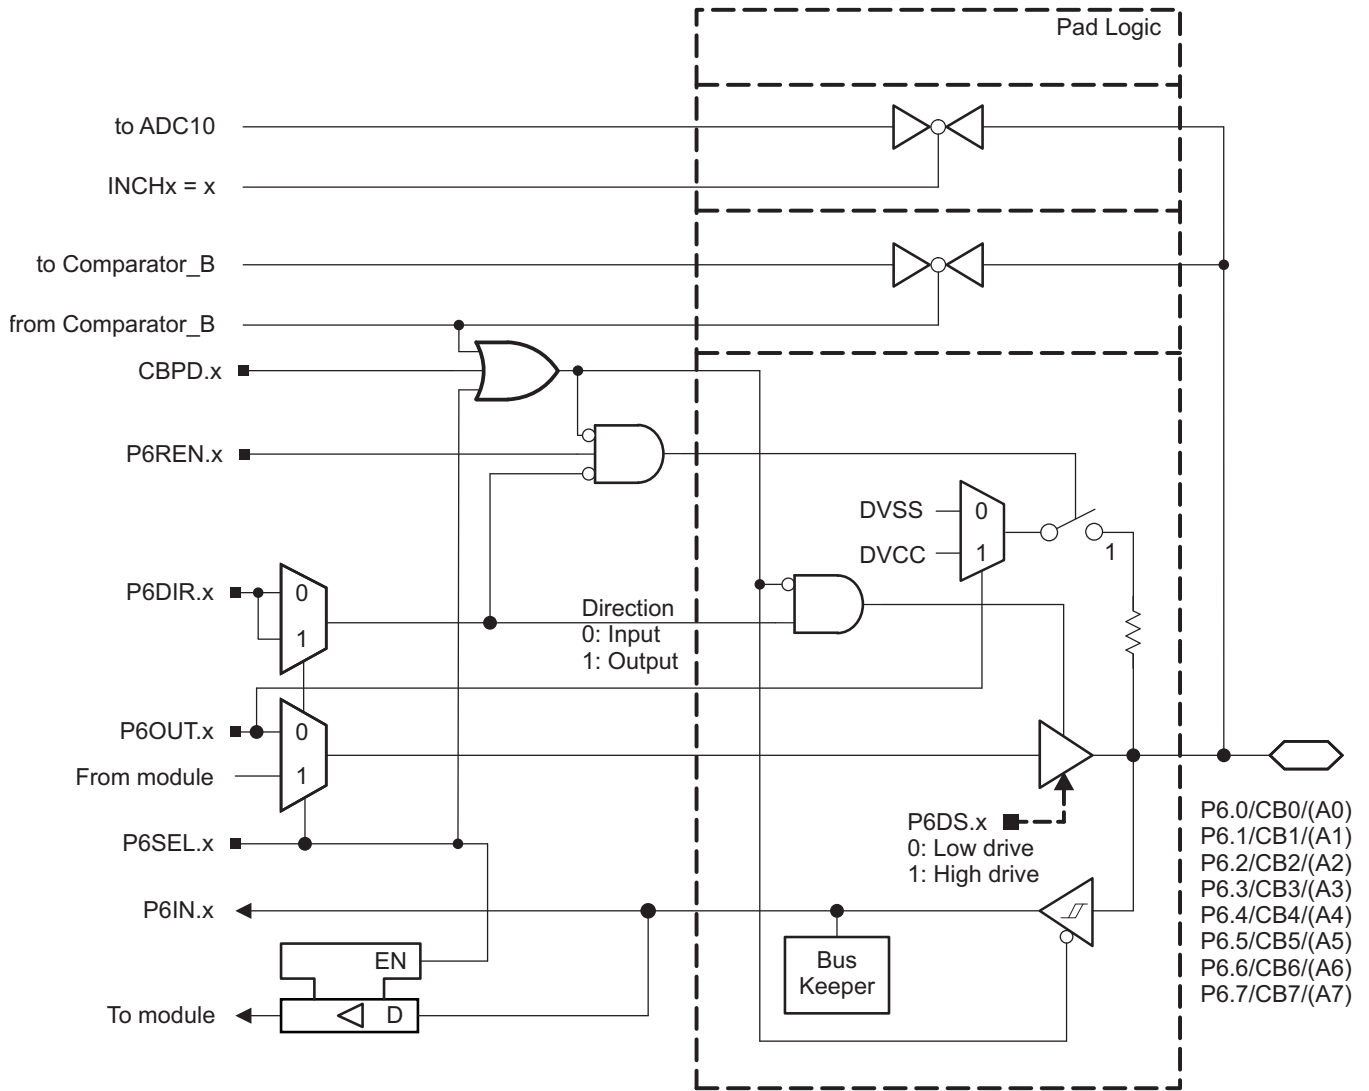 Pad Logic
to ADC10
INCHx = x
to Comparator_B
from Comparator_B
CBPD.x
P6REN.x
DVSS
0
DVCC
1
1
P6DIR.x
0
1
Direction
0: Input
1: Output
P6OUT.x
0
From module
1
P6SEL.x
P6DS.x
0: Low drive
1: High drive
P6IN.x
EN
Bus
Keeper
To module
D
P6.0/CB0/(A0)
P6.1/CB1/(A1)
P6.2/CB2/(A2)
P6.3/CB3/(A3)
P6.4/CB4/(A4)
P6.5/CB5/(A5)
P6.6/CB6/(A6)
P6.7/CB7/(A7)